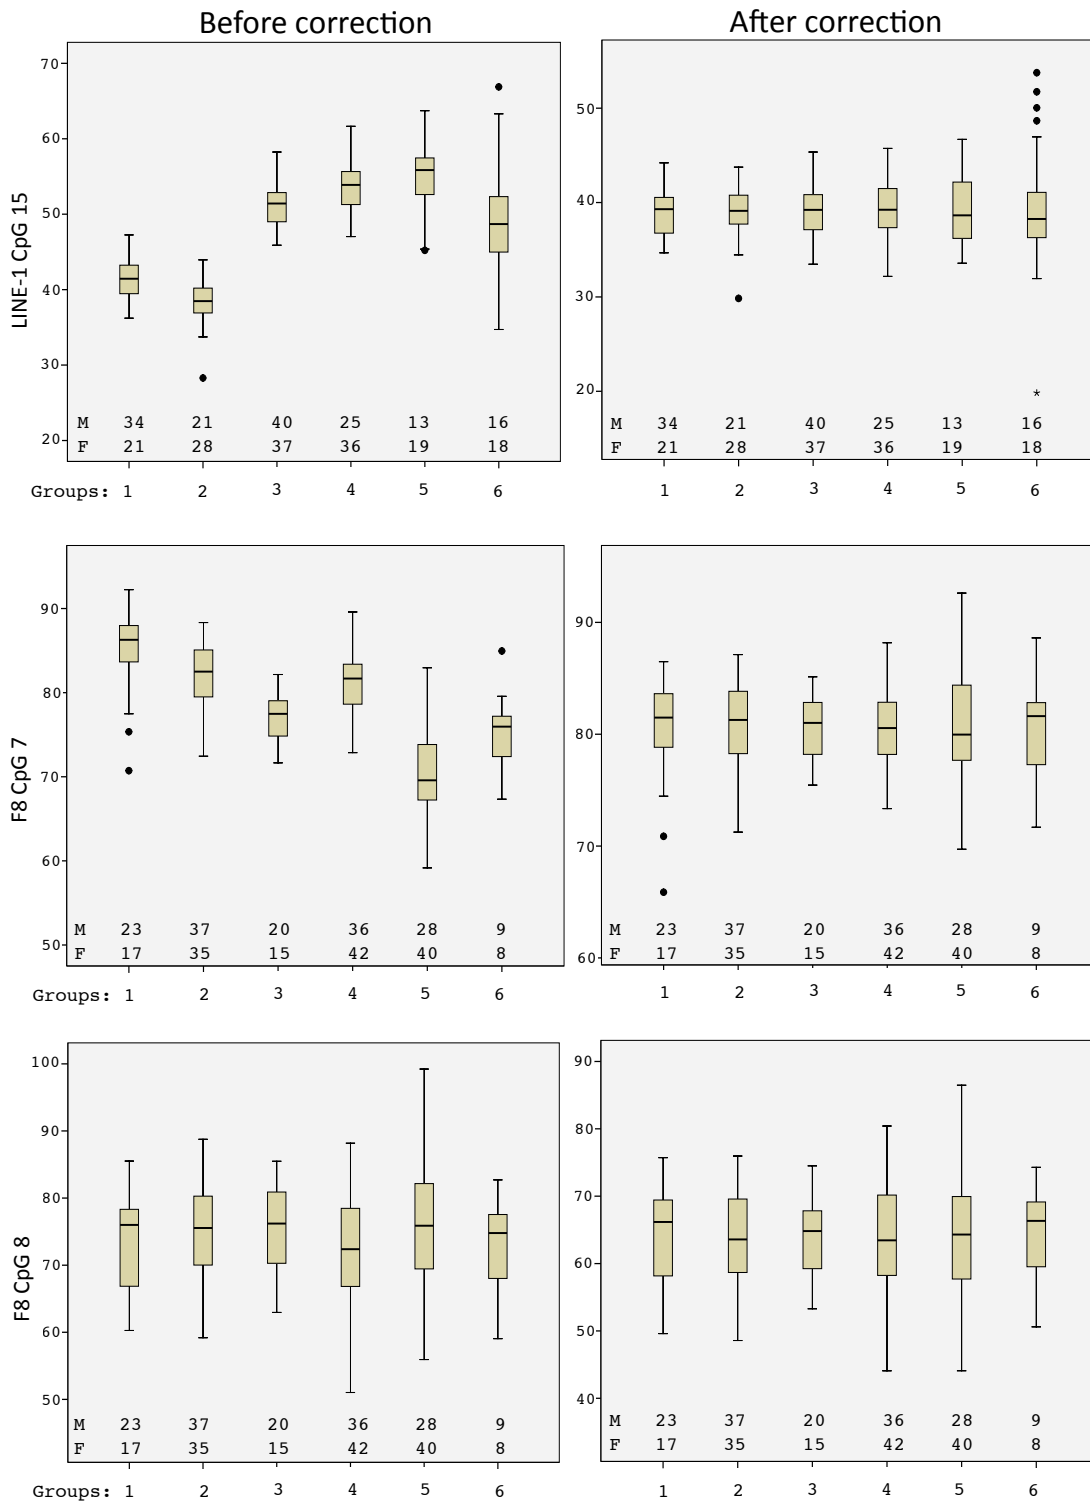 Before correction
After correction
LINE-1 CpG 15
70
60
50
40
30
20
M 34 21 40 25 13 16
F 21 28 37 36 19 18
Groups: 1 2 3 4 5 6
50
40
30
20
*
M 34 21 40 25 13 16
F 21 28 37 36 19 18
1 2 3 4 5 6
F8 CpG 7
90
80
70
60
50
M 23 37 20 36 28 9
F 17 35 15 42 40 8
Groups: 1 2 3 4 5 6
90
80
70
60
M 23 37 20 36 28 9
F 17 35 15 42 40 8
1 2 3 4 5 6
F8 CpG 8
100
90
80
70
60
50
M 23 37 20 36 28 9
F 17 35 15 42 40 8
Groups: 1 2 3 4 5 6
90
80
70
60
50
40
M 23 37 20 36 28 9
F 17 35 15 42 40 8
1 2 3 4 5 6